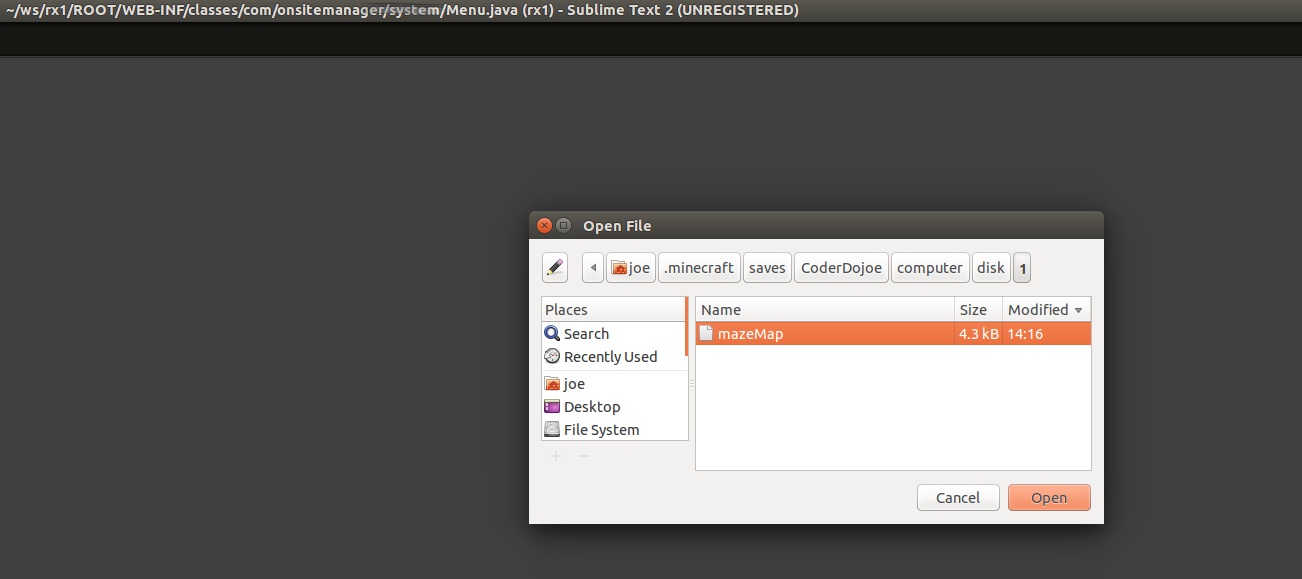 ~/ws/rx1/ROOT/WEB-INF/classes/com/onsitemanager/system/Menu.java (rx1) - Sublime Text 2 (UNREGISTERED)
Open File
joe .minecraft saves CoderDojoe computer disk 1
Places
Search
Recently Used
joe
Desktop
File System
Name Size Modified
mazeMap 4.3 kB 14:16
Cancel Open